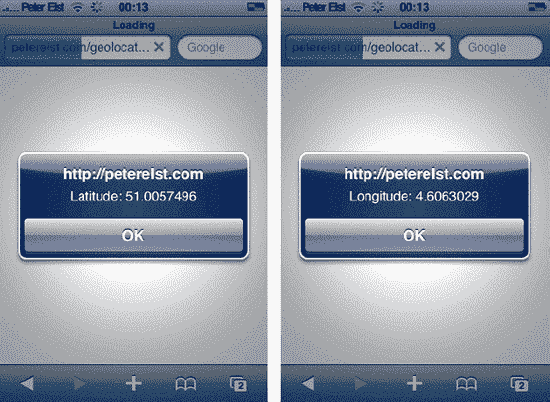 Peter Elst 00:13
Loading
peterelst.com/geolocat... Google
http://peterelst.com
Latitude: 51.0057496
OK
2
Peter Elst 00:13
Loading
peterelst.com/geolocat... Google
http://peterelst.com
Longitude: 4.6063029
OK
2